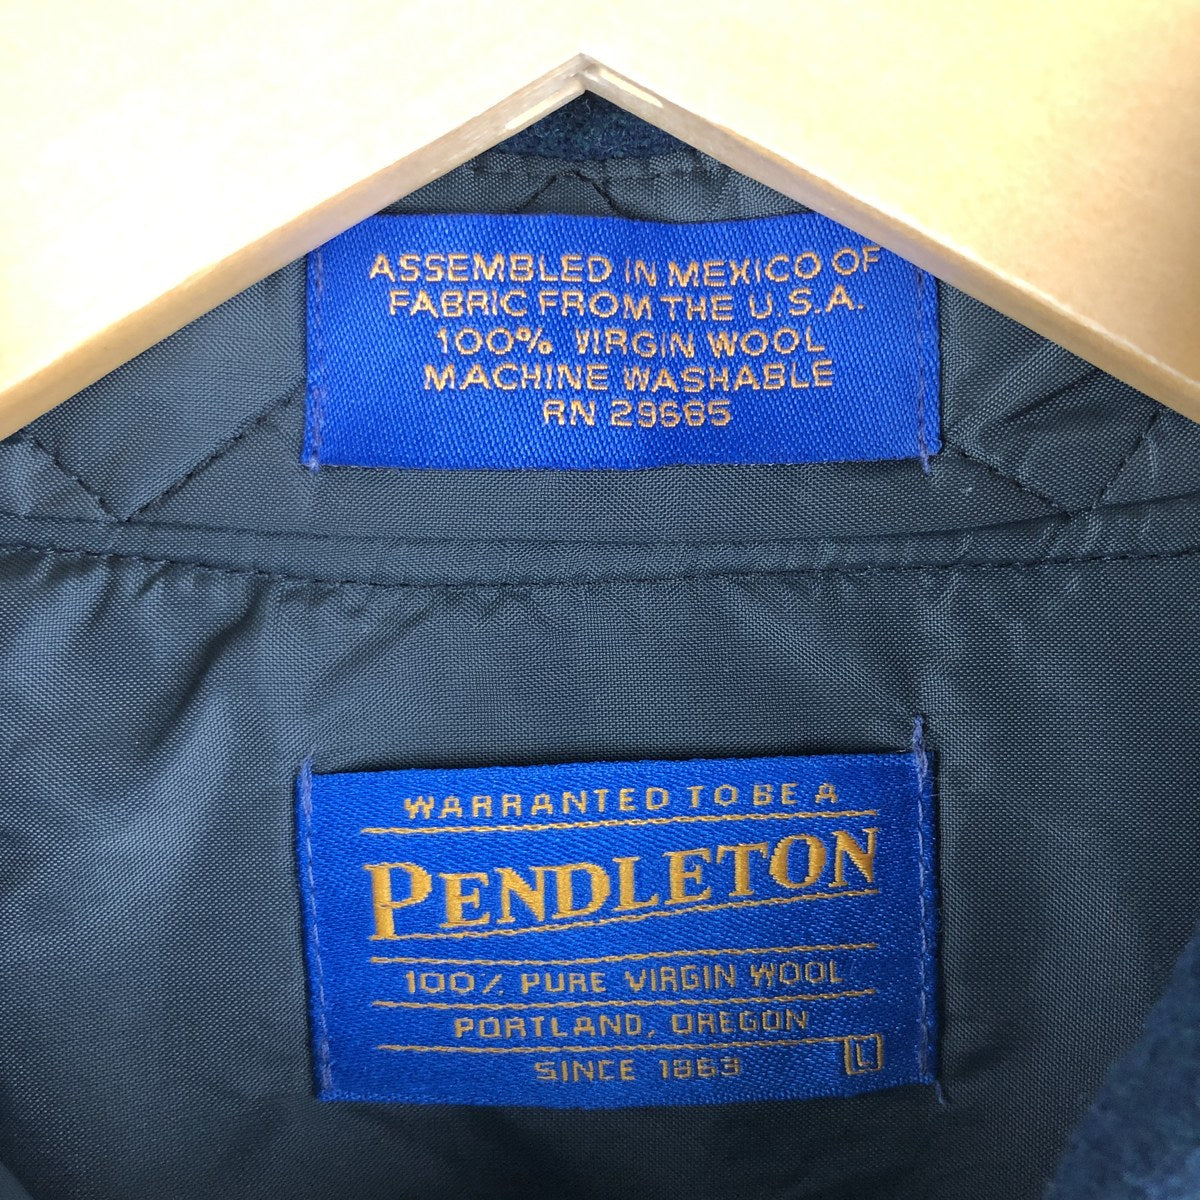 ASSEMBLED IN MEXICO OF
FABRIC FROM THE U.S.A.
100% VIRGIN WOOL
MACHINE WASHABLE
RN 29685
WARRANTED TO BE A
PENDLETON
100% PURE VIRGIN WOOL
PORTLAND, OREGON
SINCE 1863
L